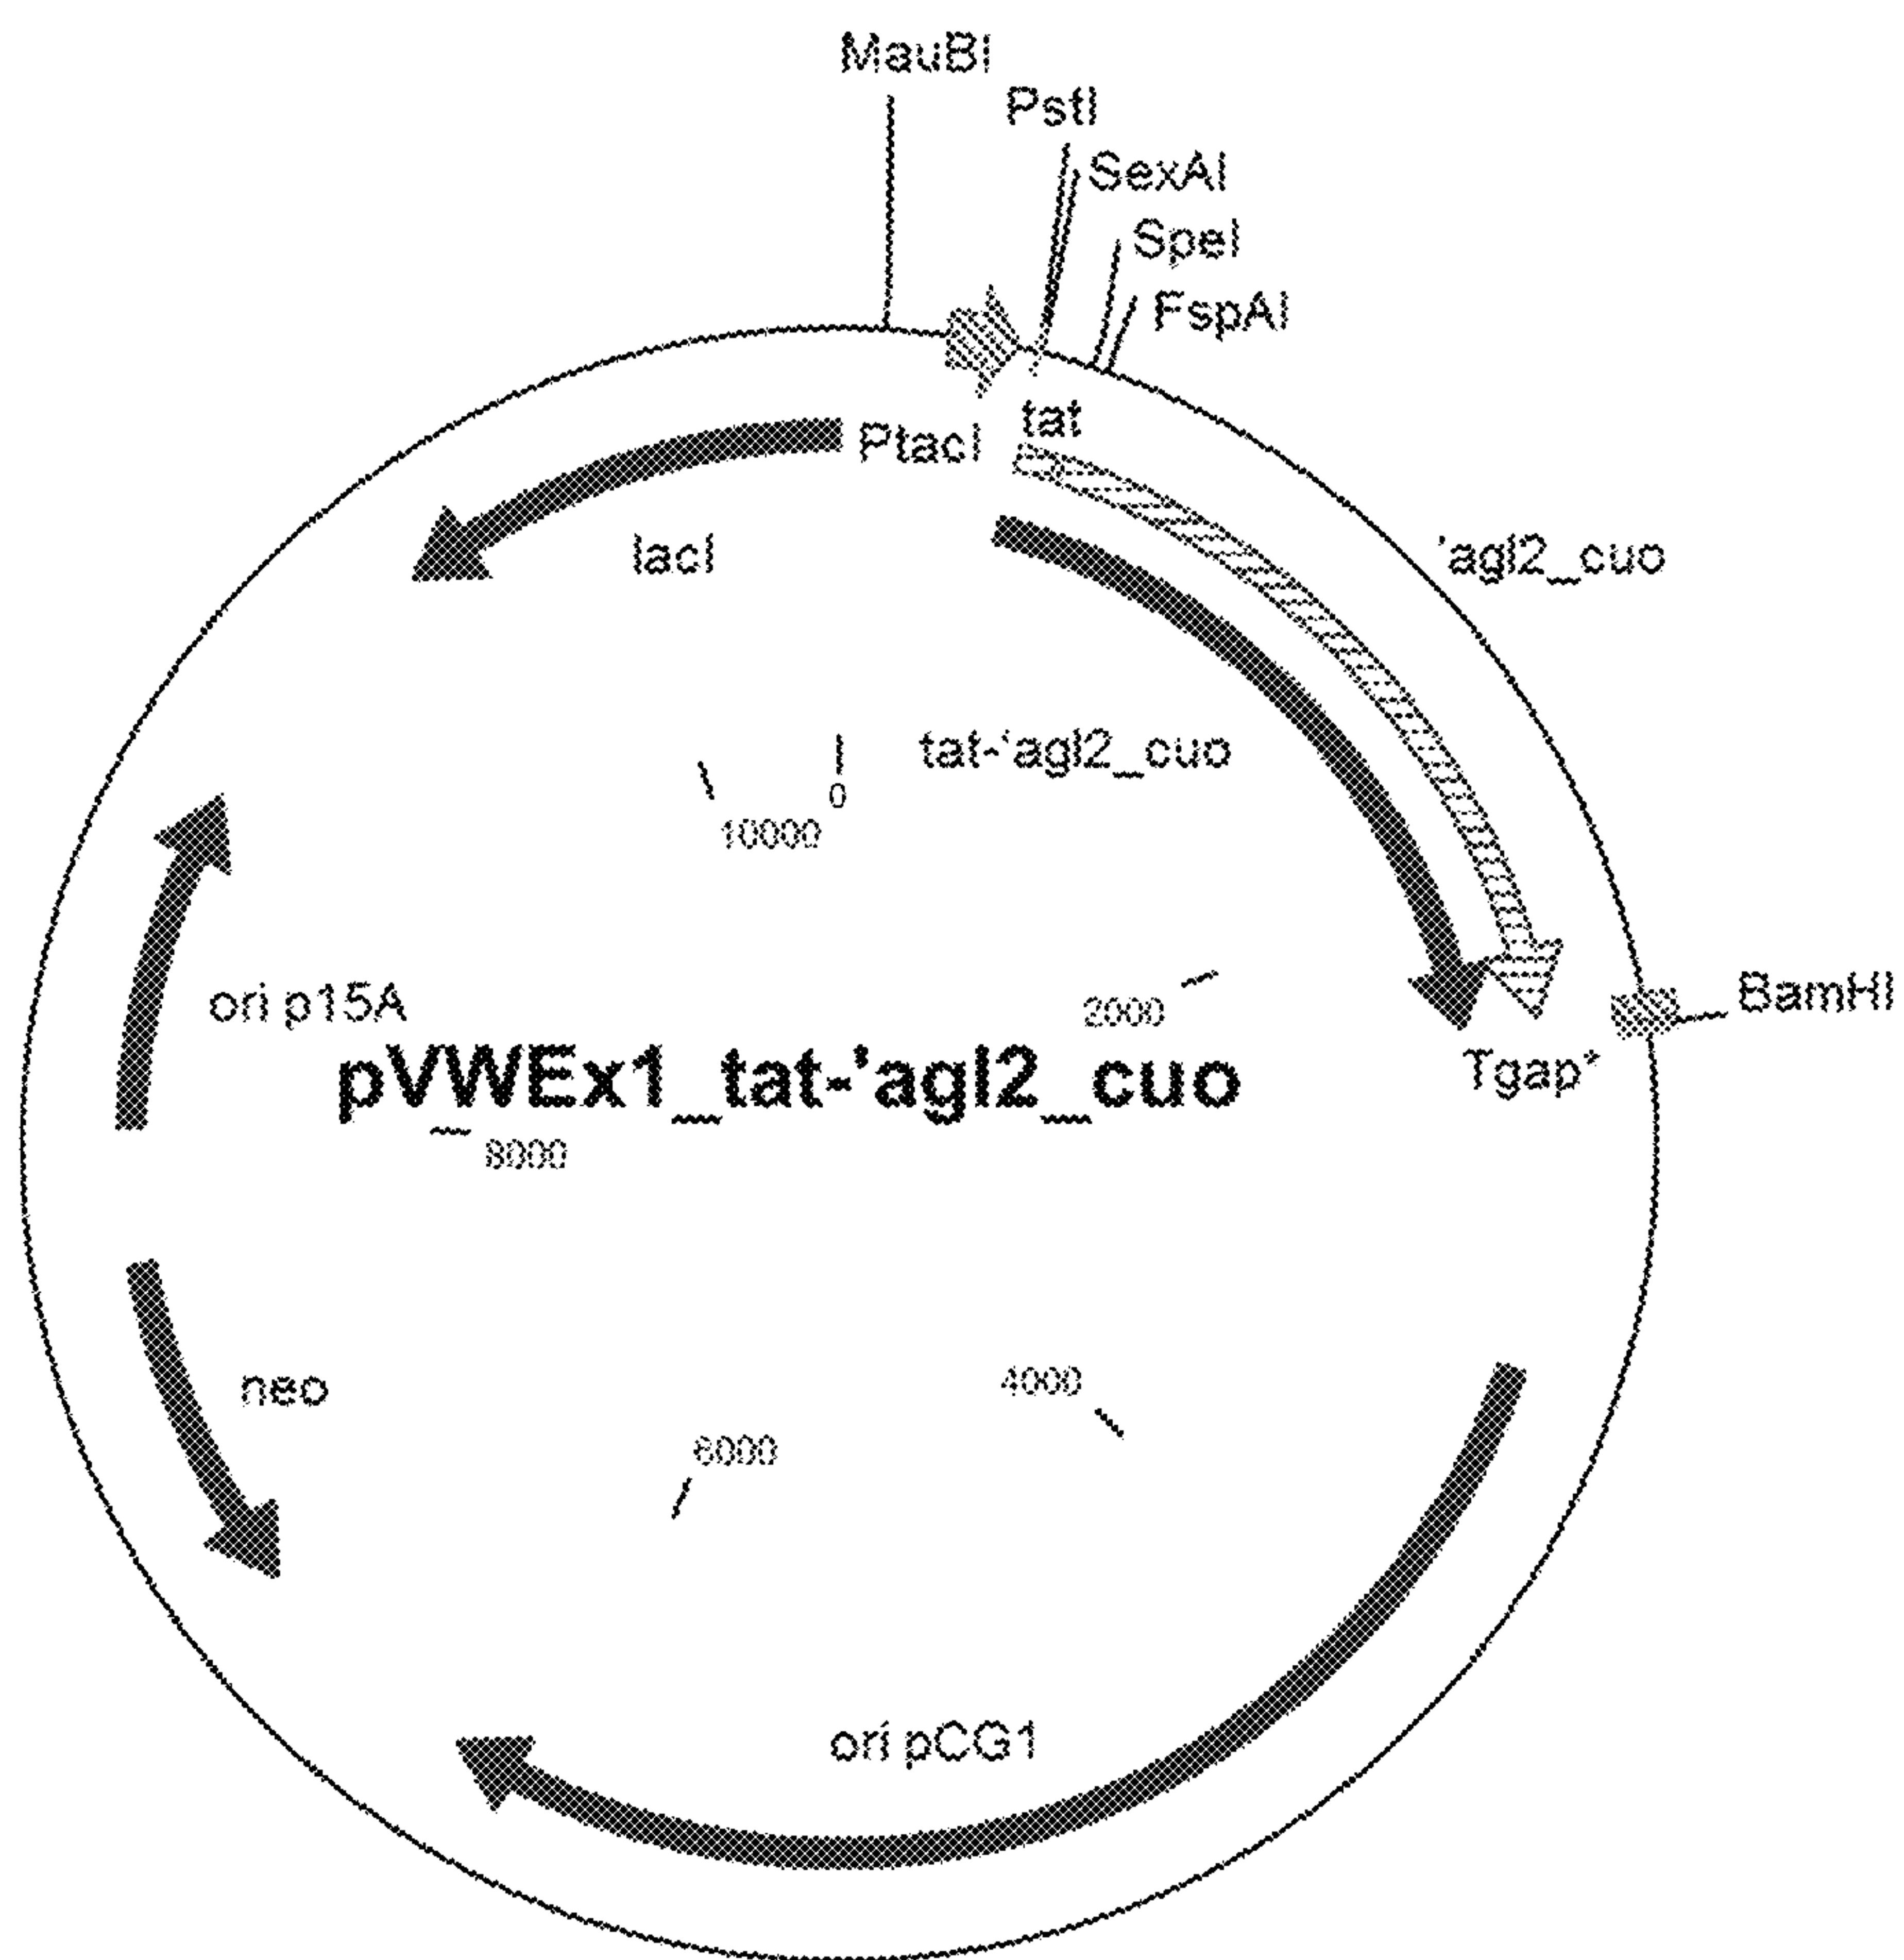 MauBI
PstI
SexAI
SpeI
FspAI
PtacI
tat
lacI
'agl2_cuo
tat-'agl2_cuo
0
10000
2000
BamHI
ori p15A
Tgap*
pVWEx1_tat-'agl2_cuo
8000
neo
4000
6000
ori pCG1